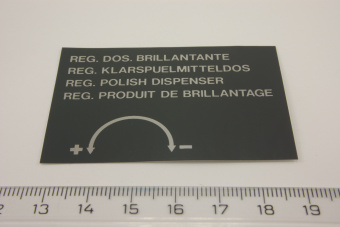 REG. DOS. BRILLANTANTE
REG. KLARSPUELMITTELDOS
REG. POLISH DISPENSER
REG. PRODUIT DE BRILLANTAGE
+ −
12 13 14 15 16 17 18 19